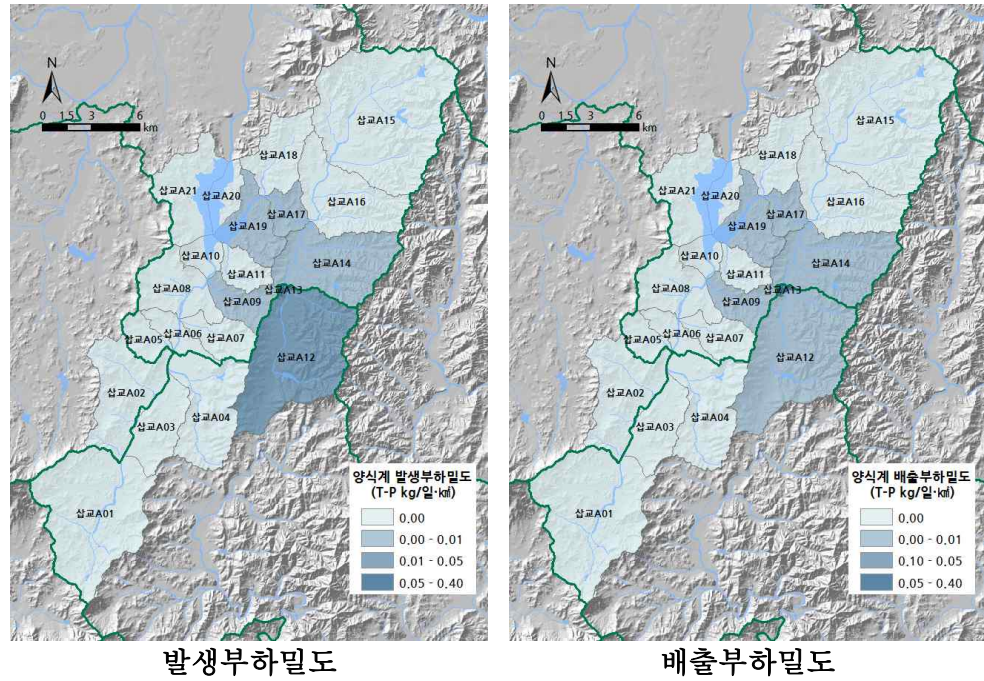 N
0 1.5 3 6
km
삽교A15
삽교A18
삽교A21
삽교A20
삽교A16
삽교A17
삽교A19
삽교A10
삽교A11
삽교A14
삽교A08
삽교A13
삽교A09
삽교A05
삽교A06
삽교A07
삽교A12
삽교A02
삽교A04
삽교A03
삽교A01
양식계 발생부하밀도
(T-P kg/일·㎢)
0.00
0.00 - 0.01
0.01 - 0.05
0.05 - 0.40
발생부하밀도
N
0 1.5 3 6
km
삽교A15
삽교A18
삽교A21
삽교A20
삽교A16
삽교A17
삽교A19
삽교A10
삽교A11
삽교A14
삽교A08
삽교A13
삽교A09
삽교A05
삽교A06
삽교A07
삽교A12
삽교A02
삽교A04
삽교A03
삽교A01
양식계 배출부하밀도
(T-P kg/일·㎢)
0.00
0.00 - 0.01
0.10 - 0.05
0.05 - 0.40
배출부하밀도